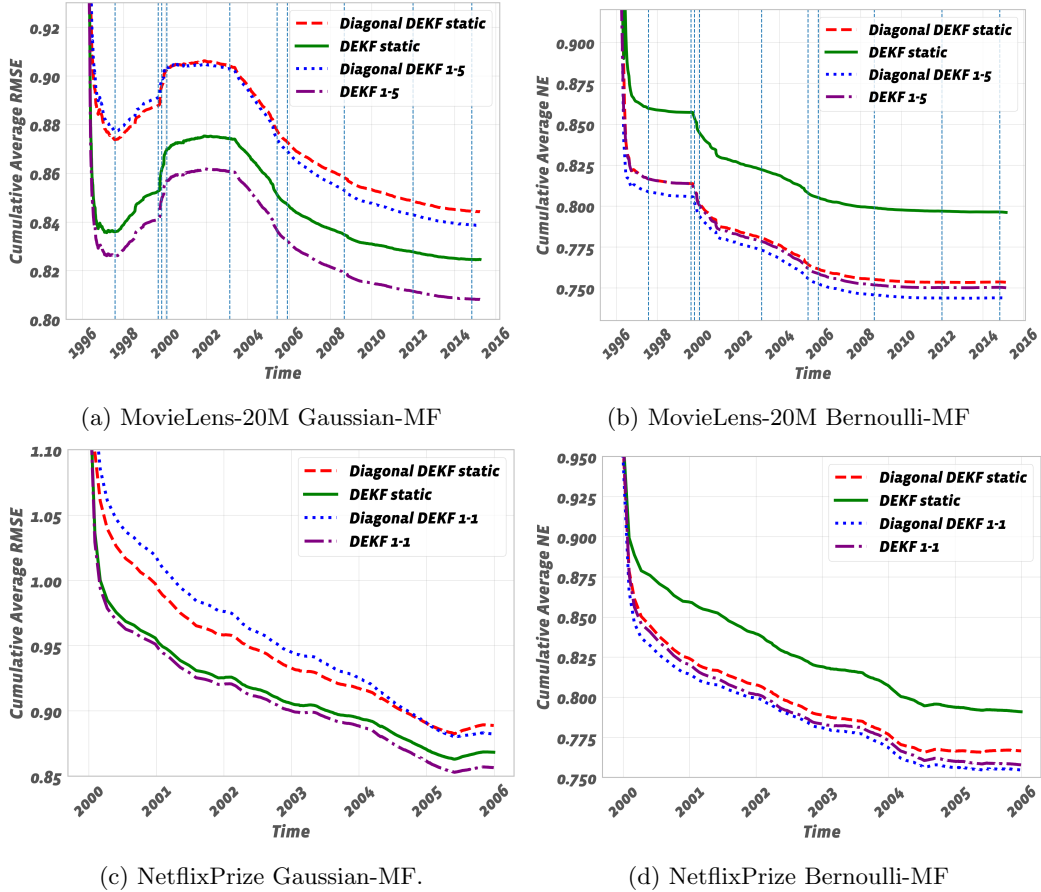 Cumulative Average RMSE
0.92
0.90
0.88
0.86
0.84
0.82
0.80
Diagonal DEKF static
DEKF static
Diagonal DEKF 1-5
DEKF 1-5
1996
1998
2000
2002
2004
2006
2008
2010
2012
2014
2016
Time
(a) MovieLens-20M Gaussian-MF
Cumulative Average NE
0.900
0.875
0.850
0.825
0.800
0.775
0.750
Diagonal DEKF static
DEKF static
Diagonal DEKF 1-5
DEKF 1-5
1996
1998
2000
2002
2004
2006
2008
2010
2012
2014
2016
Time
(b) MovieLens-20M Bernoulli-MF
Cumulative Average RMSE
1.10
1.05
1.00
0.95
0.90
0.85
Diagonal DEKF static
DEKF static
Diagonal DEKF 1-1
DEKF 1-1
2000
2001
2002
2003
2004
2005
2006
Time
(c) NetflixPrize Gaussian-MF.
Cumulative Average NE
0.950
0.925
0.900
0.875
0.850
0.825
0.800
0.775
0.750
Diagonal DEKF static
DEKF static
Diagonal DEKF 1-1
DEKF 1-1
2000
2001
2002
2003
2004
2005
2006
Time
(d) NetflixPrize Bernoulli-MF